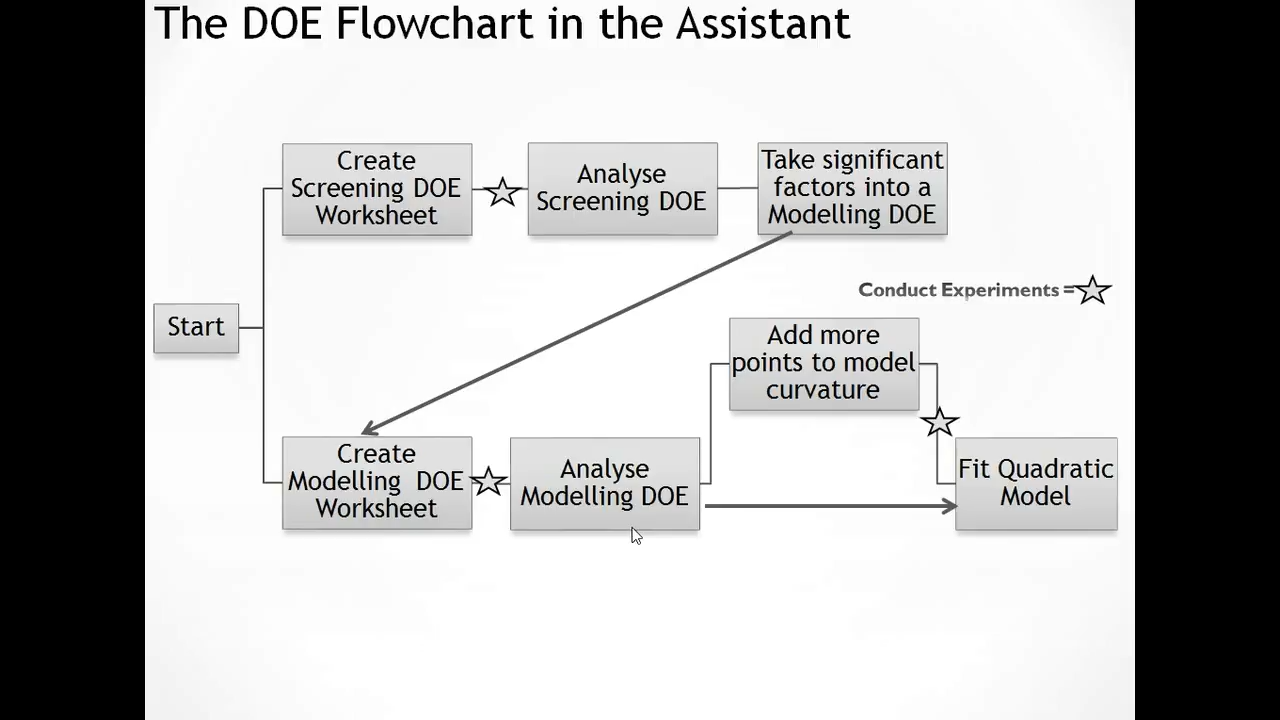 The DOE Flowchart in the Assistant
Create
Screening DOE
Worksheet
Analyse
Screening DOE
Take significant
factors into a
Modelling DOE
Conduct Experiments =
Start
Add more
points to model
curvature
Create
Modelling DOE
Worksheet
Analyse
Modelling DOE
Fit Quadratic
Model